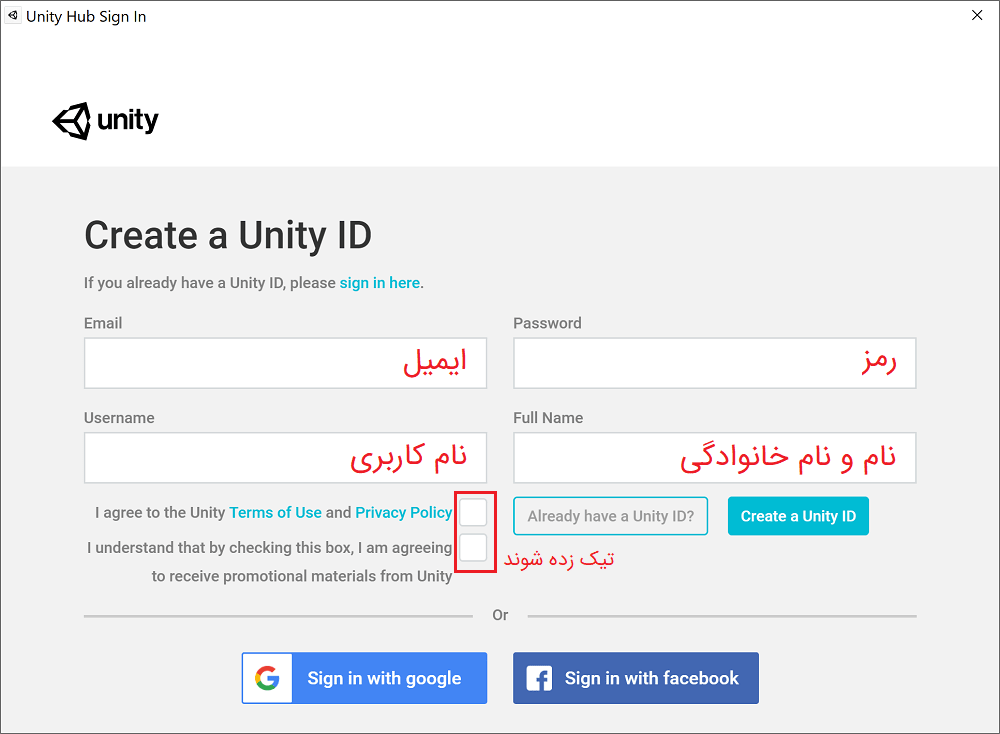 Unity Hub Sign In
unity
Create a Unity ID
If you already have a Unity ID, please sign in here.
Email
Password
ایمیل
رمز
Username
Full Name
نام کاربری
نام و نام خانوادگی
I agree to the Unity Terms of Use and Privacy Policy
I understand that by checking this box, I am agreeing
to receive promotional materials from Unity
Already have a Unity ID?
Create a Unity ID
تیک زده شوند
Or
Sign in with google
Sign in with facebook